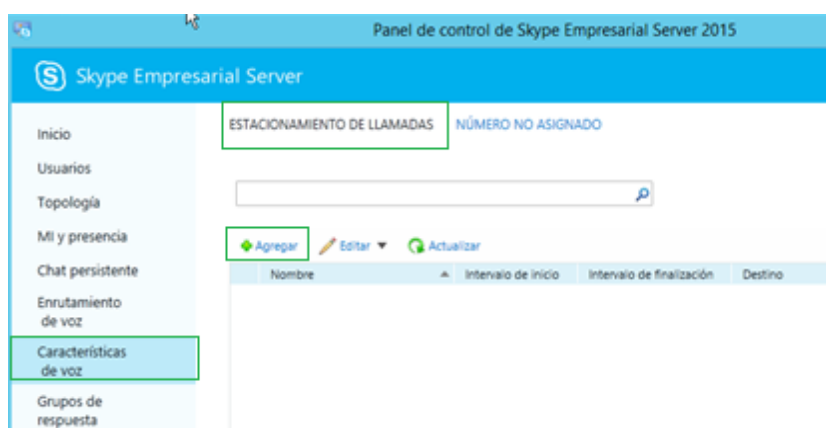 Panel de control de Skype Empresarial Server 2015
Skype Empresarial Server
Inicio
Usuarios
Topología
MI y presencia
Chat persistente
Enrutamiento
de voz
Características
de voz
Grupos de
respuesta
ESTACIONAMIENTO DE LLAMADAS NÚMERO NO ASIGNADO
Agregar Editar Actualizar
Nombre Intervalo de inicio Intervalo de finalización Destino